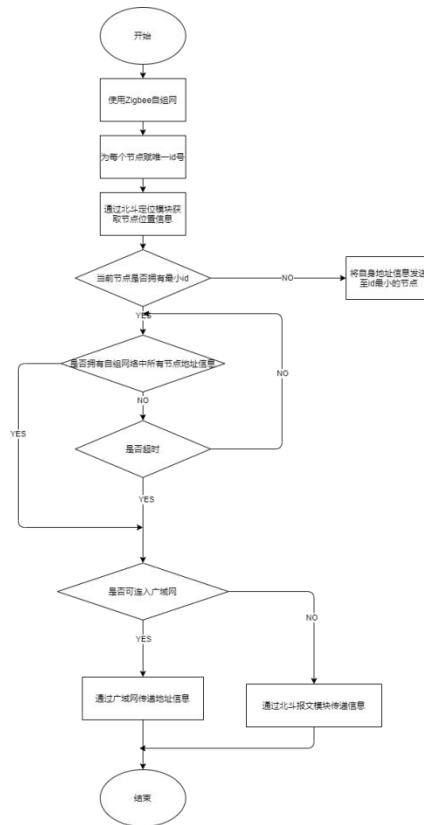 开始
使用Zigbee自组网
为每个节点赋唯一id号
通过北斗定位模块获
取节点位置信息
当前节点是否拥有最小id
NO
将自身地址信息发送
至id最小的节点
YES
是否拥有自组网络中所有节点地址信息
NO
NO
YES
是否超时
YES
是否可连入广域网
NO
YES
通过广域网传递地址信息
通过北斗报文模块传递信息
结束